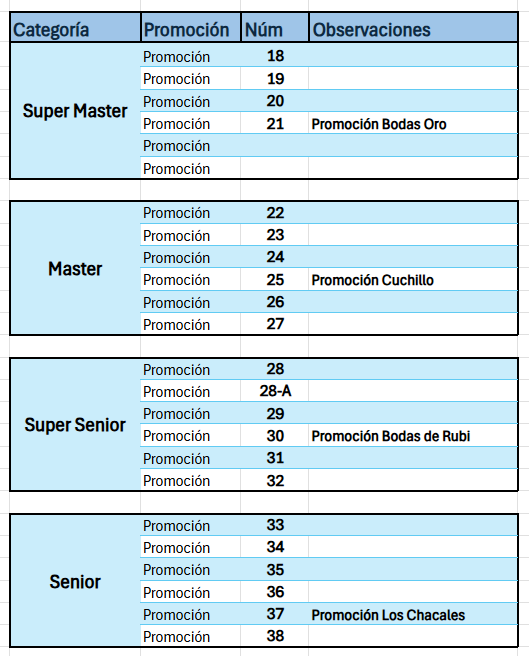 Categoría Promoción Núm Observaciones
Promoción 18
Promoción 19
Promoción 20
Super Master
Promoción 21 Promoción Bodas Oro
Promoción
Promoción
Promoción 22
Promoción 23
Promoción 24
Master
Promoción 25 Promoción Cuchillo
Promoción 26
Promoción 27
Promoción 28
Promoción 28-A
Promoción 29
Super Senior
Promoción 30 Promoción Bodas de Rubi
Promoción 31
Promoción 32
Promoción 33
Promoción 34
Promoción 35
Senior
Promoción 36
Promoción 37 Promoción Los Chacales
Promoción 38